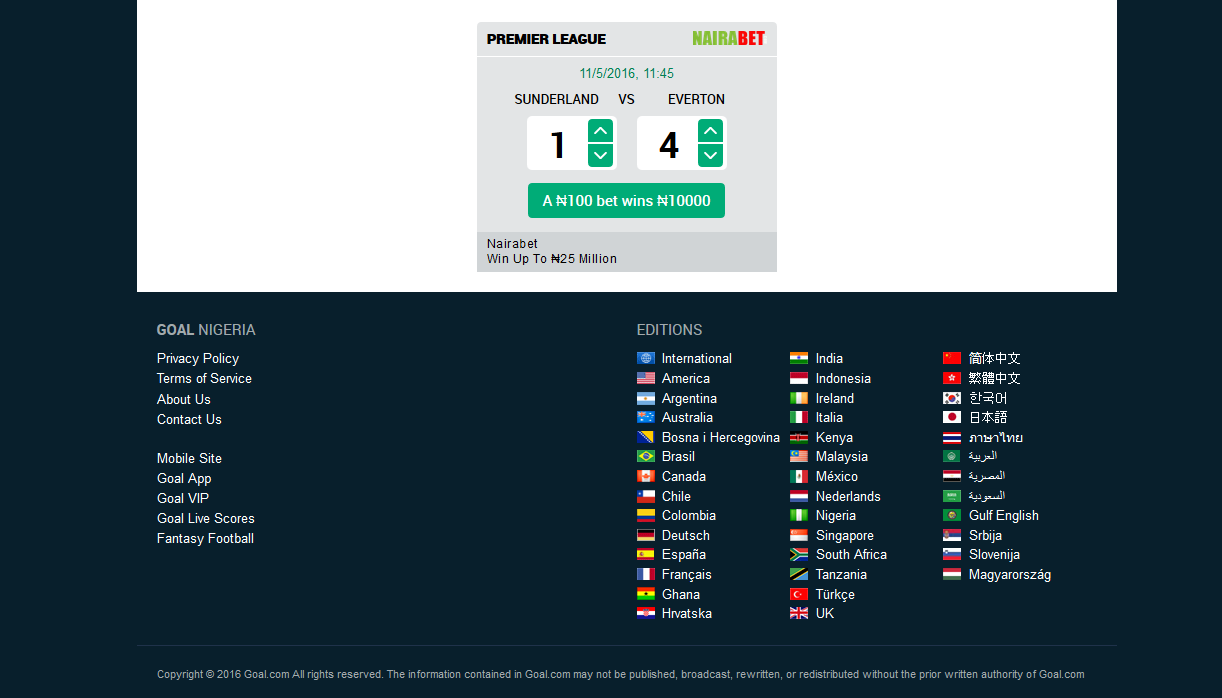 PREMIER LEAGUE NAIRABET
11/5/2016, 11:45
SUNDERLAND VS EVERTON
1 4
A ₦100 bet wins ₦10000
Nairabet
Win Up To ₦25 Million
GOAL NIGERIA
Privacy Policy
Terms of Service
About Us
Contact Us
Mobile Site
Goal App
Goal VIP
Goal Live Scores
Fantasy Football
EDITIONS
International
America
Argentina
Australia
Bosna i Hercegovina
Brasil
Canada
Chile
Colombia
Deutsch
España
Français
Ghana
Hrvatska
India
Indonesia
Ireland
Italia
Kenya
Malaysia
México
Nederlands
Nigeria
Singapore
South Africa
Tanzania
Türkçe
UK
简体中文
繁體中文
한국어
日本語
ภาษาไทย
العربية
المصرية
السعودية
Gulf English
Srbija
Slovenija
Magyarország
Copyright © 2016 Goal.com All rights reserved. The information contained in Goal.com may not be published, broadcast, rewritten, or redistributed without the prior written authority of Goal.com